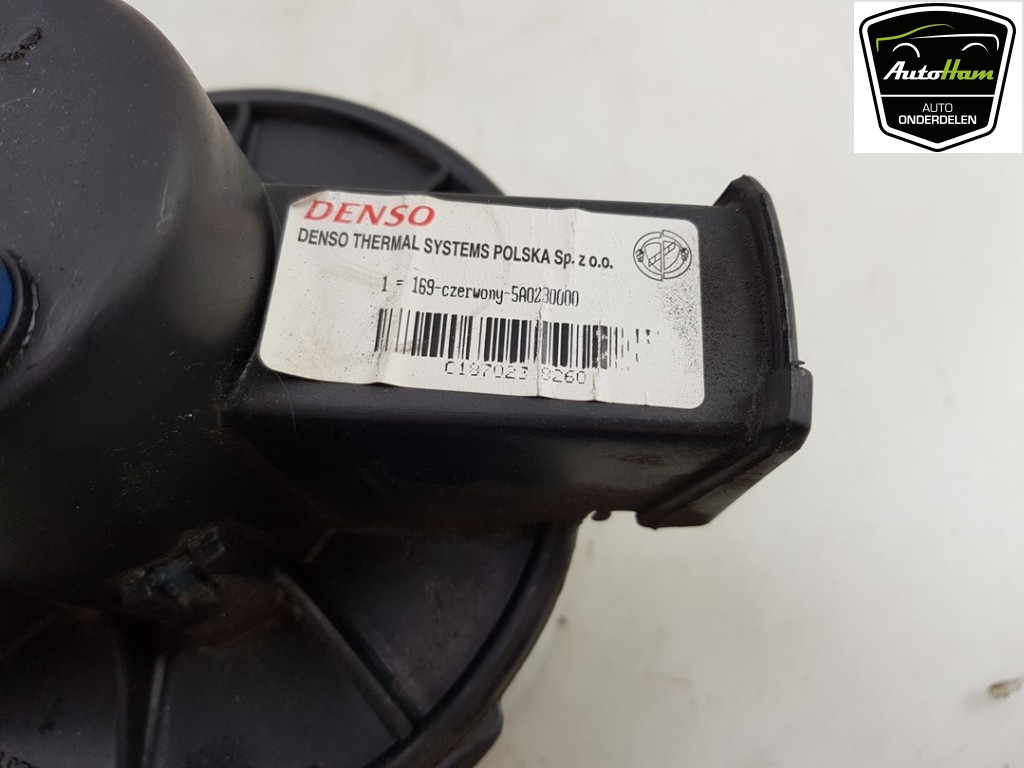 AutoHam
AUTO
ONDERDELEN
DENSO
DENSO THERMAL SYSTEMS POLSKA Sp. z o.o.
1 = 169-czerwony-5A0230000
C187023 9260